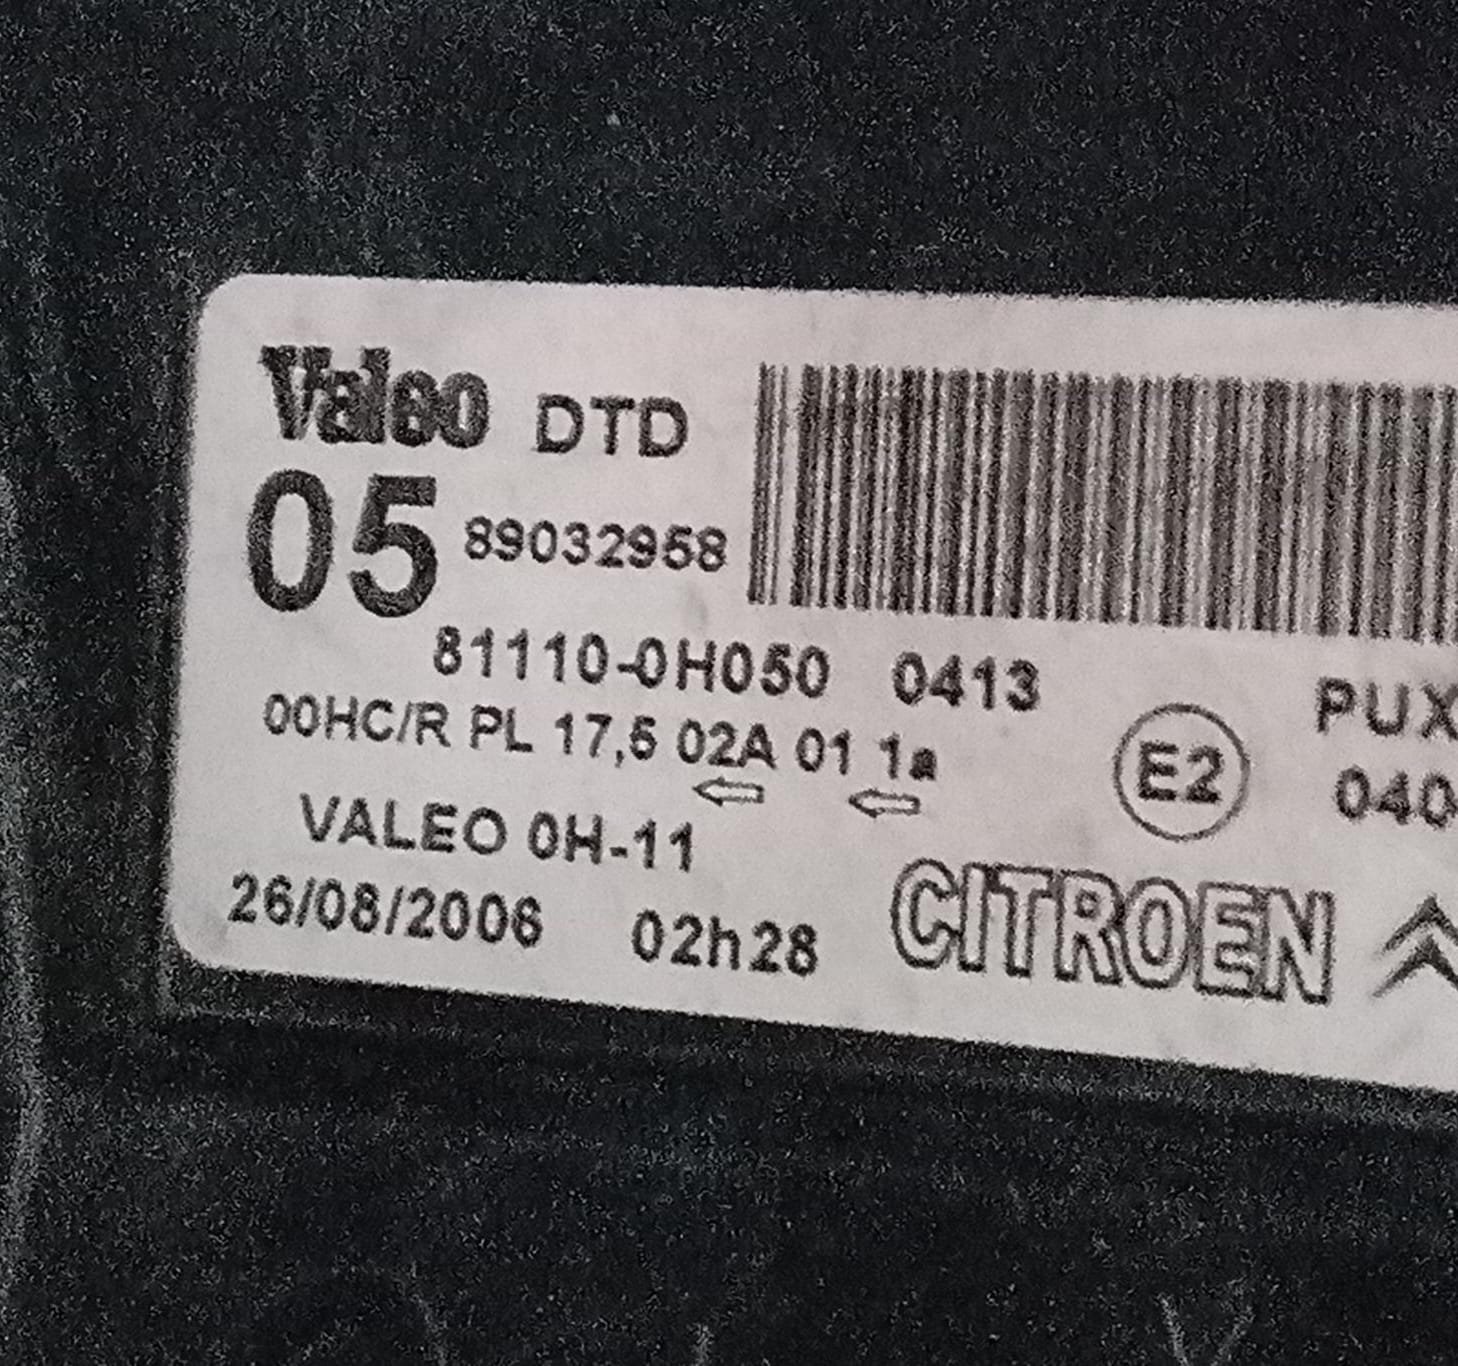 Valeo DTD
05 89032958
81110-0H050 0413
00HC/R PL 17,5 02A 01 1a
E2
PUX
040
VALEO 0H-11
26/08/2006 02h28
CITROEN